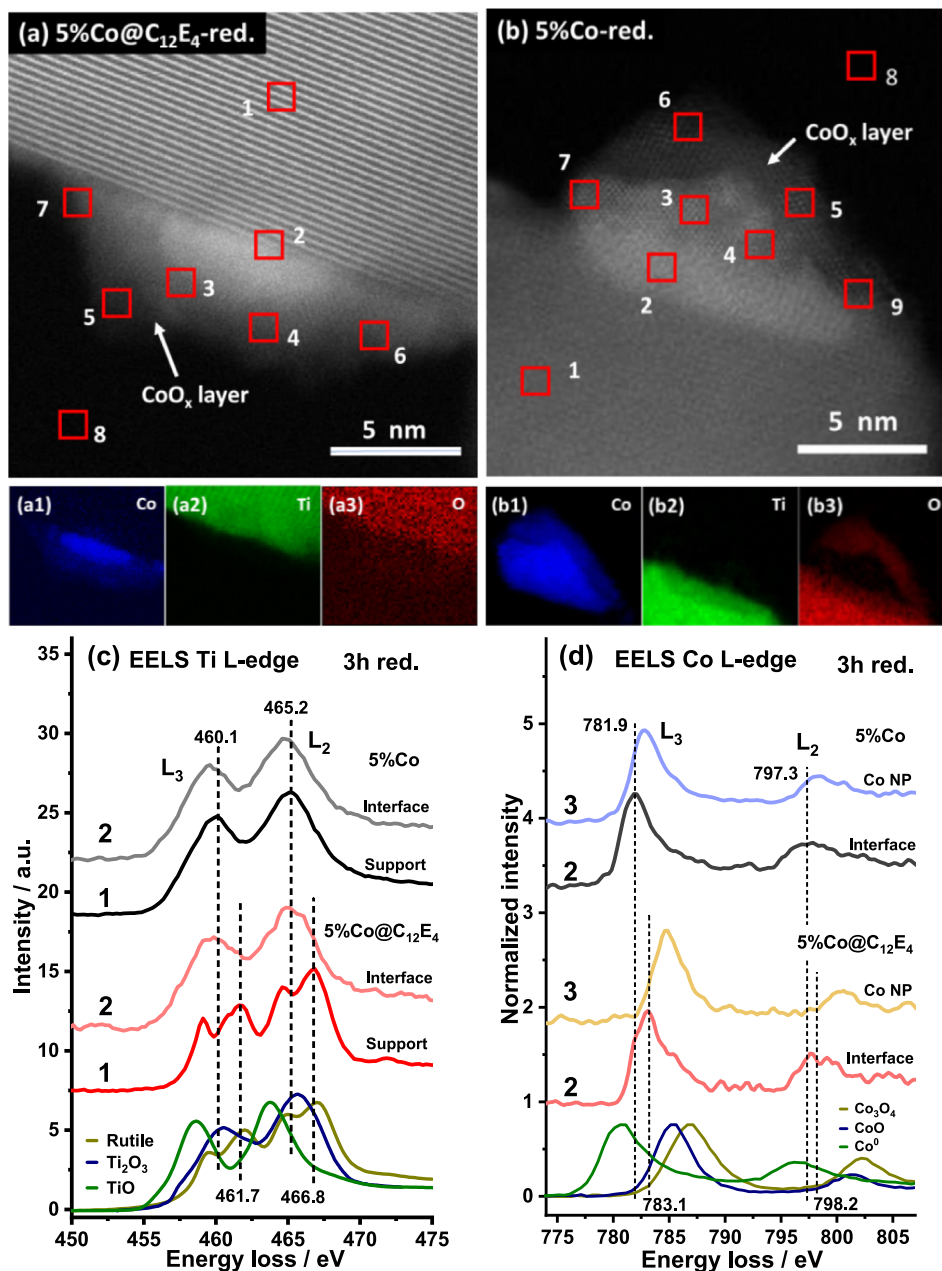 (a) 5%Co@C₁₂E₄-red.
1
7
2
3
5
4
6
CoOₓ layer
8
5 nm
(b) 5%Co-red.
8
6
CoOₓ layer
7
3
5
4
2
9
1
5 nm
(a1) Co
(a2) Ti
(a3) O
(b1) Co
(b2) Ti
(b3) O
(c) EELS Ti L-edge 3h red.
35
30
25
20
15
10
5
0
Intensity / a.u.
465.2
460.1
L₃
L₂
5%Co
Interface
2
Support
1
5%Co@C₁₂E₄
Interface
2
Support
1
Rutile
Ti₂O₃
TiO
461.7
466.8
450 455 460 465 470 475
Energy loss / eV
(d) EELS Co L-edge 3h red.
5
4
3
2
1
0
Normalized intensity
781.9
L₃
L₂
797.3
5%Co
Co NP
3
Interface
2
5%Co@C₁₂E₄
Co NP
3
Interface
2
Co₃O₄
CoO
Co⁰
783.1
798.2
780 785 790 795 800 805
Energy loss / eV